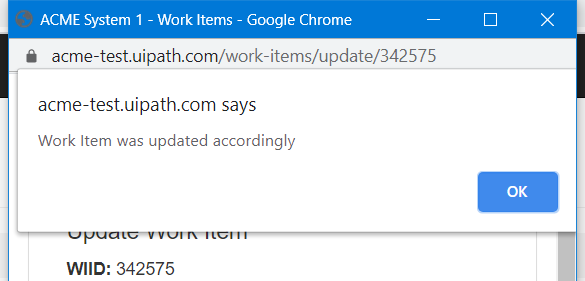 ACME System 1 - Work Items - Google Chrome
acme-test.uipath.com/work-items/update/342575
acme-test.uipath.com says
Work Item was updated accordingly
OK
Update Work Item
WIID: 342575